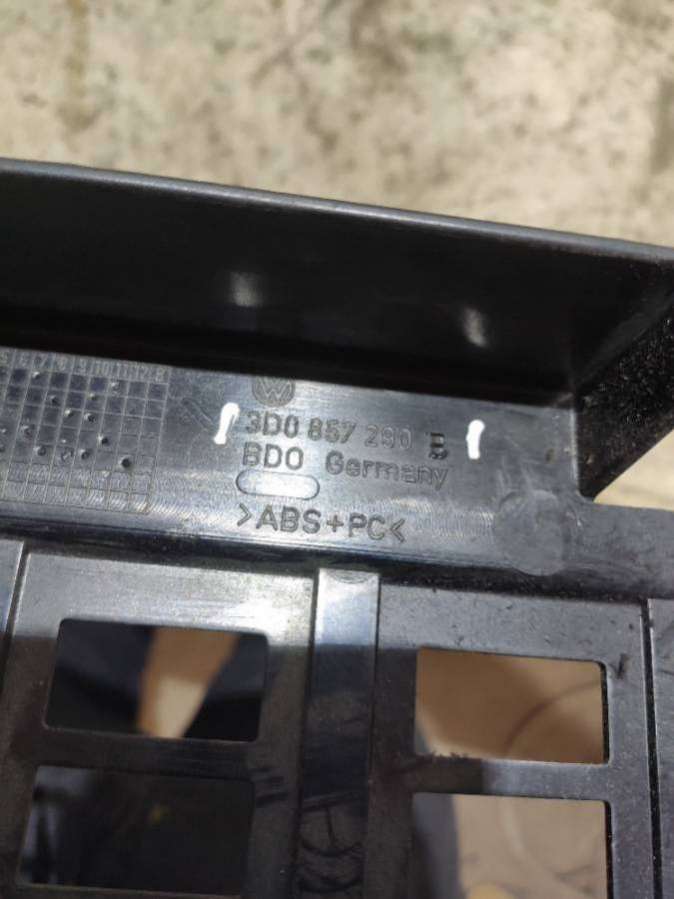 3D0 857 290 B
BDO Germany
>ABS+PC<